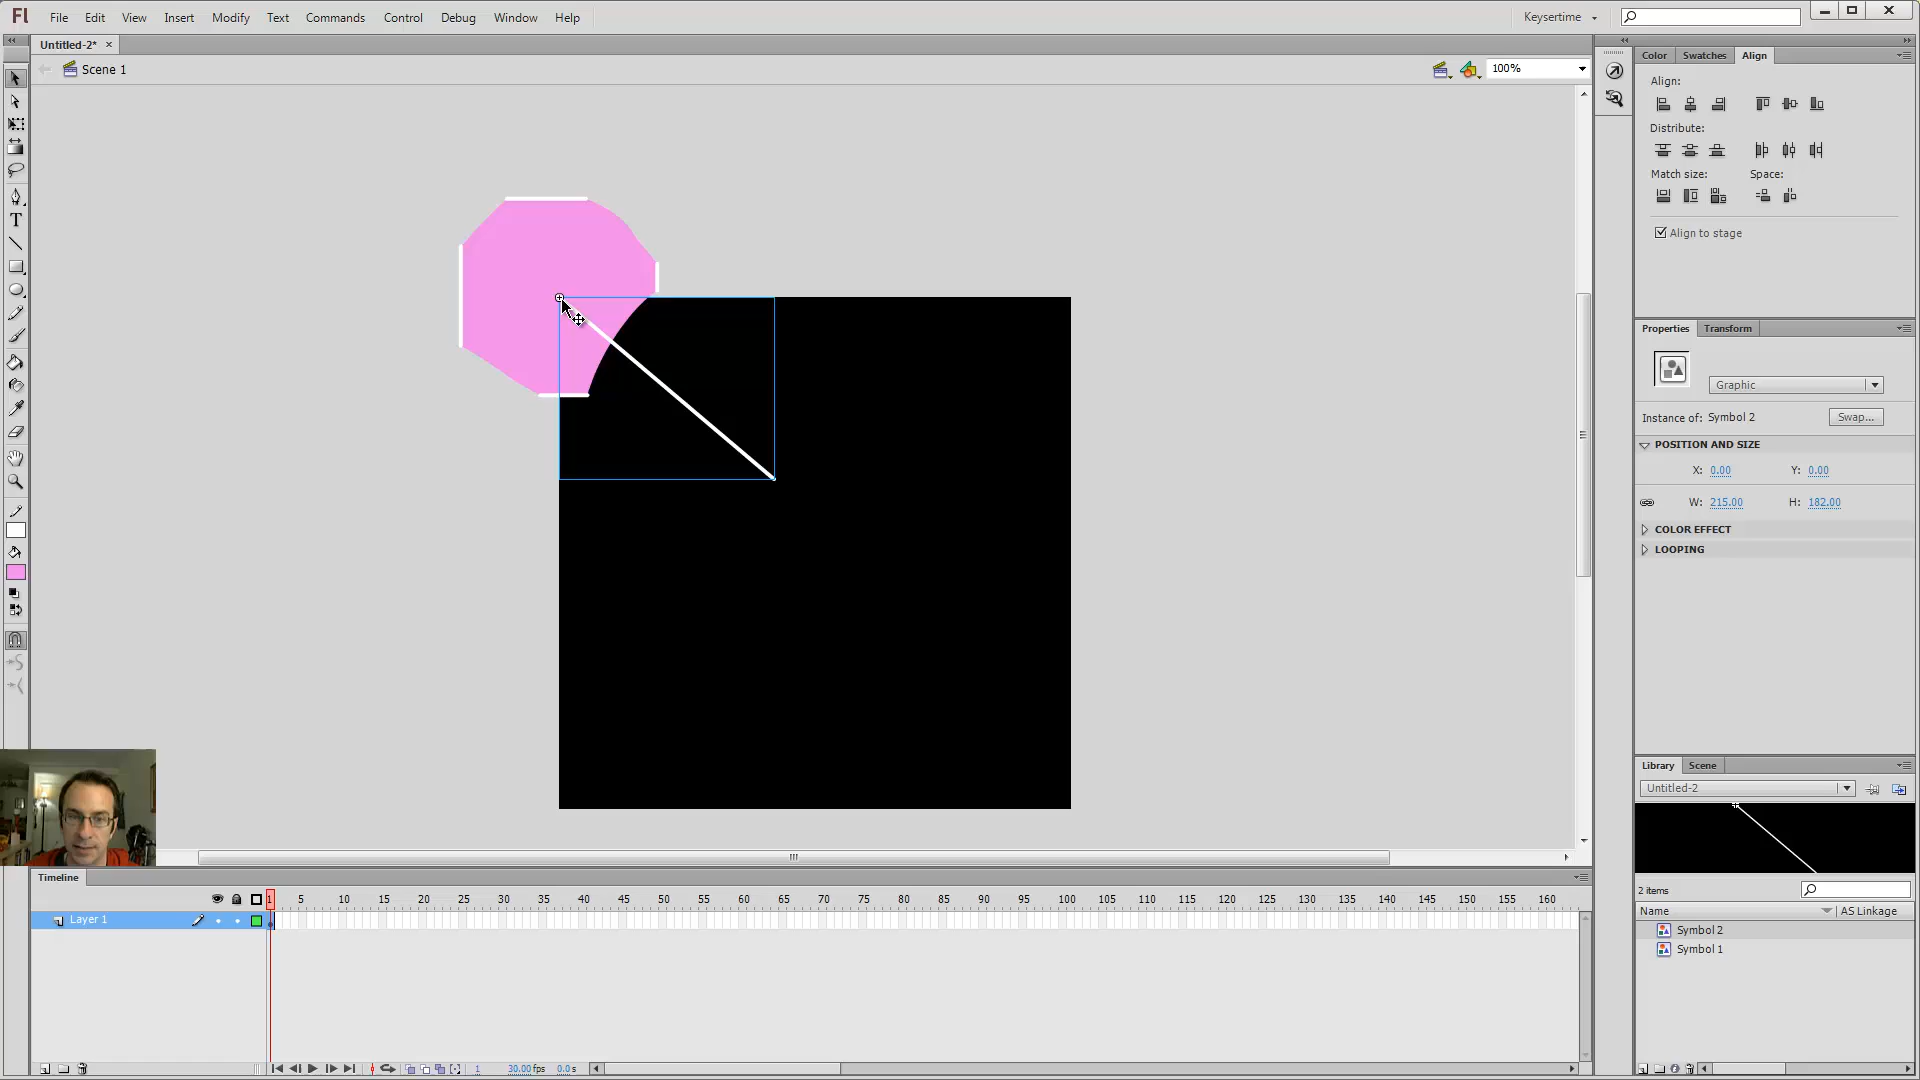 Fl File Edit View Insert Modify Text Commands Control Debug Window Help Keysertime
Untitled-2* ×
Scene 1 100%
Color Swatches Align
Align:
Distribute:
Match size: Space:
Align to stage
Properties Transform
Graphic
Instance of: Symbol 2 Swap...
POSITION AND SIZE
X: 0.00 Y: 0.00
W: 215.00 H: 182.00
COLOR EFFECT
LOOPING
T
Library Scene
Untitled-2
2 items
Name AS Linkage
Symbol 2
Symbol 1
Timeline
1 5 10 15 20 25 30 35 40 45 50 55 60 65 70 75 80 85 90 95 100 105 110 115 120 125 130 135 140 145 150 155 160
Layer 1
1 30.00 fps 0.0 s